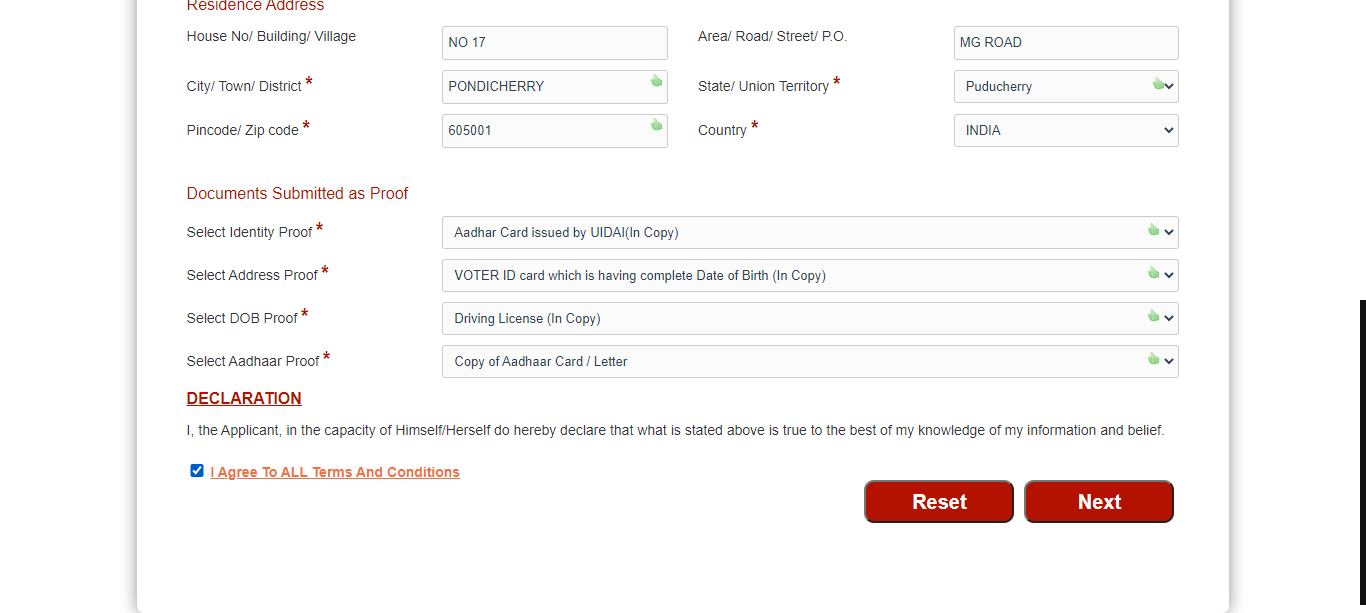 Residence Address
House No/ Building/ Village NO 17 Area/ Road/ Street/ P.O. MG ROAD
City/ Town/ District * PONDICHERRY State/ Union Territory * Puducherry
Pincode/ Zip code * 605001 Country * INDIA
Documents Submitted as Proof
Select Identity Proof * Aadhar Card issued by UIDAI(In Copy)
Select Address Proof * VOTER ID card which is having complete Date of Birth (In Copy)
Select DOB Proof * Driving License (In Copy)
Select Aadhaar Proof * Copy of Aadhaar Card / Letter
DECLARATION
I, the Applicant, in the capacity of Himself/Herself do hereby declare that what is stated above is true to the best of my knowledge of my information and belief.
I Agree To ALL Terms And Conditions
Reset Next